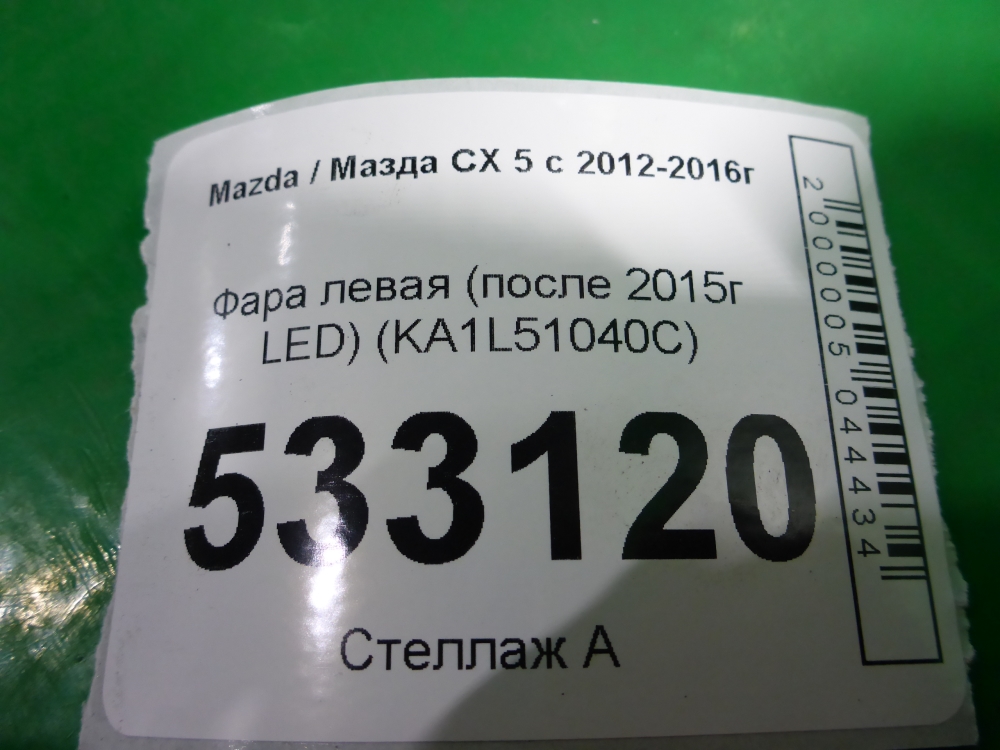 Mazda / Мазда CX 5 с 2012-2016г
Фара левая (после 2015г
LED) (KA1L51040C)
533120
Стеллаж А
2000005044434